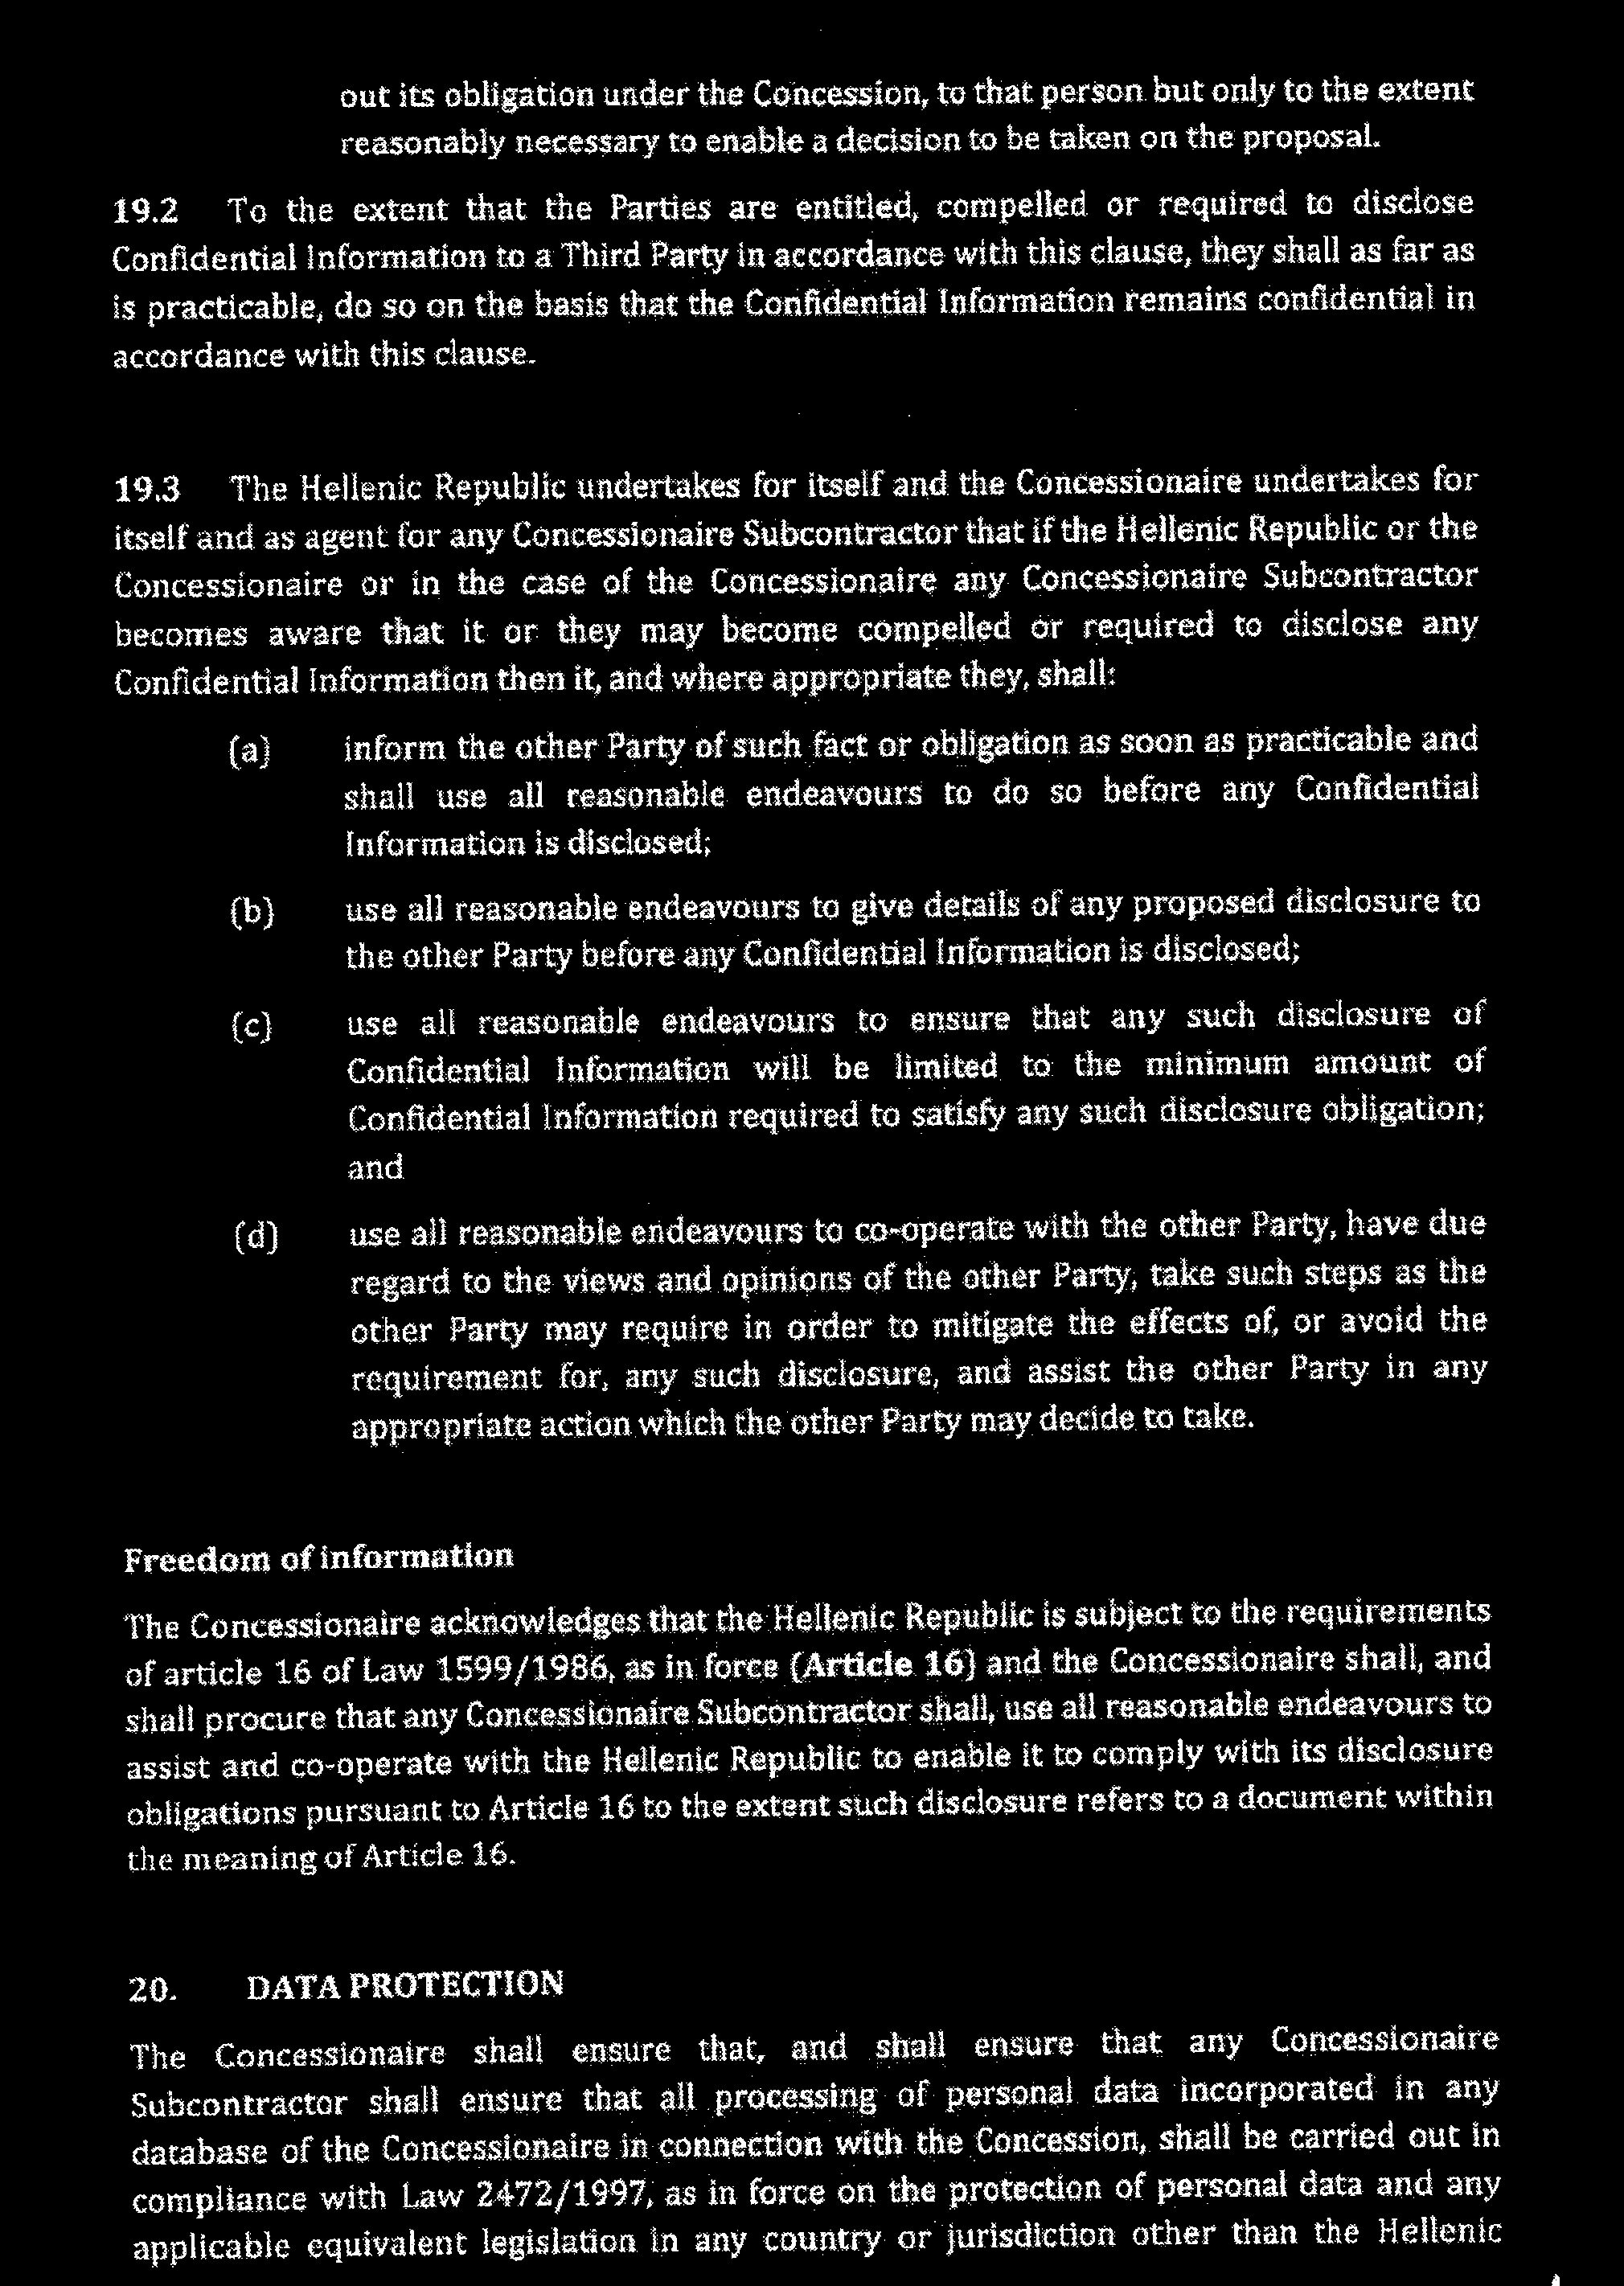 out its obligation under the Concession, to that person but only to the extent
reasonably necessary to enable a decision to be taken on the proposal.
19.2 To the extent that the Parties are entitled, compelled or required to disclose
Confidential Information to a Third Party in accordance with this clause, they shall as far as
is practicable, do so on the basis that the Confidential Information remains confidential in
accordance with this clause.
19.3 The Hellenic Republic undertakes for itself and the Concessionaire undertakes for
itself and as agent for any Concessionaire Subcontractor that if the Hellenic Republic or the
Concessionaire or in the case of the Concessionaire any Concessionaire Subcontractor
becomes aware that it or they may become compelled or required to disclose any
Confidential Information then it, and where appropriate they, shall:
(a) inform the other Party of such fact or obligation as soon as practicable and
shall use all reasonable endeavours to do so before any Confidential
Information is disclosed;
(b) use all reasonable endeavours to give details of any proposed disclosure to
the other Party before any Confidential Information is disclosed;
(c) use all reasonable endeavours to ensure that any such disclosure of
Confidential Information will be limited to the minimum amount of
Confidential Information required to satisfy any such disclosure obligation;
and
(d) use all reasonable endeavours to co-operate with the other Party, have due
regard to the views and opinions of the other Party, take such steps as the
other Party may require in order to mitigate the effects of, or avoid the
requirement for, any such disclosure, and assist the other Party in any
appropriate action which the other Party may decide to take.
Freedom of information
The Concessionaire acknowledges that the Hellenic Republic is subject to the requirements
of article 16 of Law 1599/1986, as in force (Article 16) and the Concessionaire shall, and
shall procure that any Concessionaire Subcontractor shall, use all reasonable endeavours to
assist and co-operate with the Hellenic Republic to enable it to comply with its disclosure
obligations pursuant to Article 16 to the extent such disclosure refers to a document within
the meaning of Article 16.
20. DATA PROTECTION
The Concessionaire shall ensure that, and shall ensure that any Concessionaire
Subcontractor shall ensure that all processing of personal data incorporated in any
database of the Concessionaire in connection with the Concession, shall be carried out in
compliance with Law 2472/1997, as in force on the protection of personal data and any
applicable equivalent legislation in any country or jurisdiction other than the Hellenic